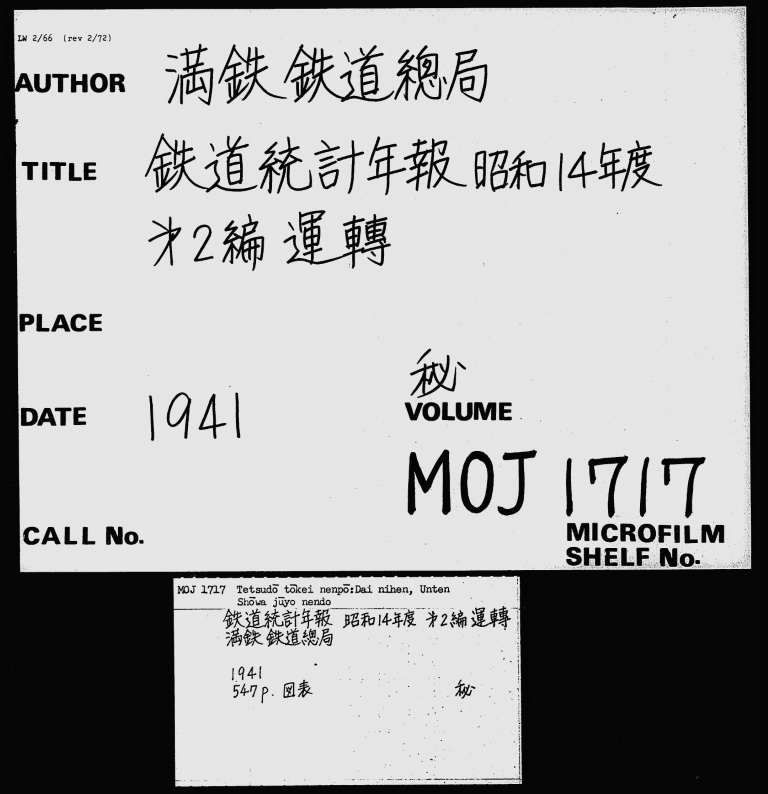 LW 2/66 (rev 2/72)
AUTHOR 満鉄 鉄道總局
TITLE 鉄道統計年報 昭和14年度
才2編 運轉
PLACE
秘
DATE 1941 VOLUME
MOJ 1717
CALL No. MICROFILM
SHELF No.
MOJ 1717 Tetsudō tōkei nenpō:Dai nihen, Unten
Shōwa jūyo nendo
鉄道統計年報 昭和14年度 才2編 運轉
満鉄 鉄道總局
1941
547p. 図表 秘